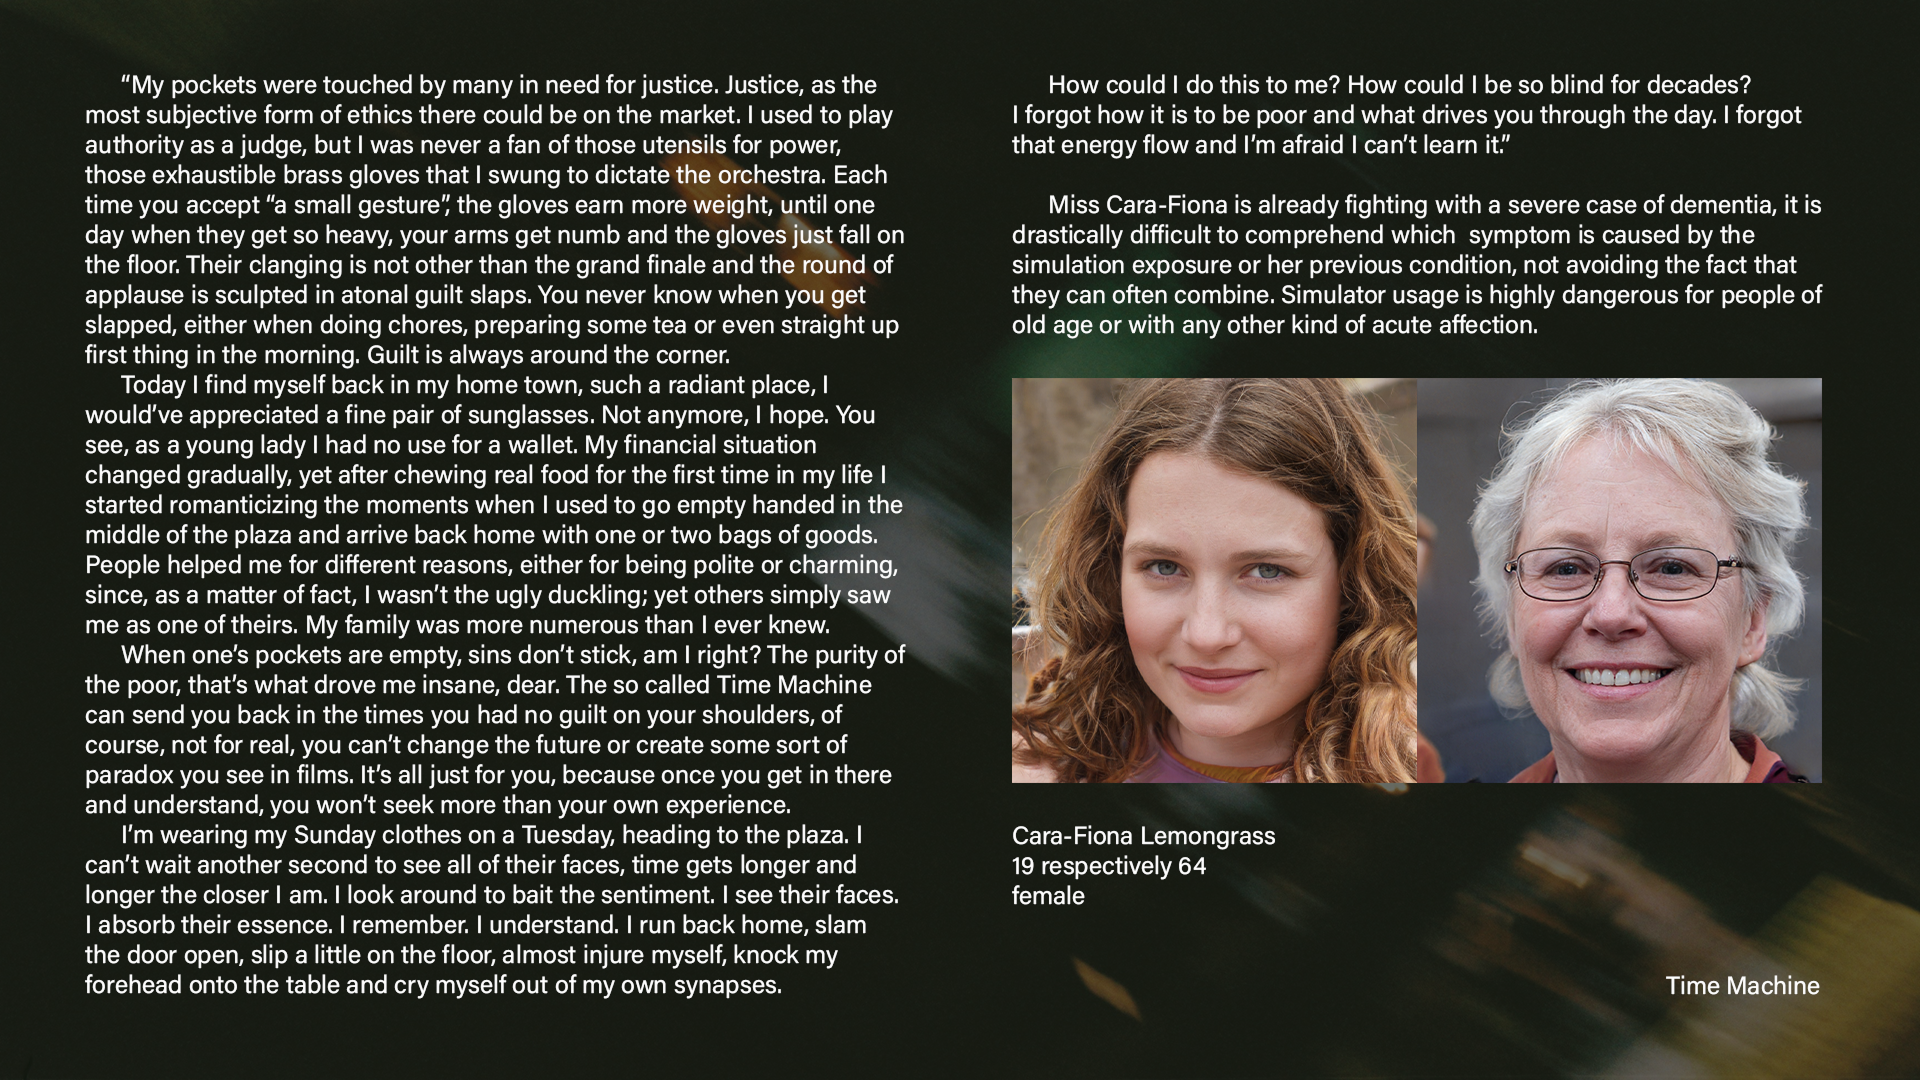 “My pockets were touched by many in need for justice. Justice, as the
most subjective form of ethics there could be on the market. I used to play
authority as a judge, but I was never a fan of those utensils for power,
those exhaustible brass gloves that I swung to dictate the orchestra. Each
time you accept “a small gesture”, the gloves earn more weight, until one
day when they get so heavy, your arms get numb and the gloves just fall on
the floor. Their clanging is not other than the grand finale and the round of
applause is sculpted in atonal guilt slaps. You never know when you get
slapped, either when doing chores, preparing some tea or even straight up
first thing in the morning. Guilt is always around the corner.
Today I find myself back in my home town, such a radiant place, I
would’ve appreciated a fine pair of sunglasses. Not anymore, I hope. You
see, as a young lady I had no use for a wallet. My financial situation
changed gradually, yet after chewing real food for the first time in my life I
started romanticizing the moments when I used to go empty handed in the
middle of the plaza and arrive back home with one or two bags of goods.
People helped me for different reasons, either for being polite or charming,
since, as a matter of fact, I wasn’t the ugly duckling; yet others simply saw
me as one of theirs. My family was more numerous than I ever knew.
When one’s pockets are empty, sins don’t stick, am I right? The purity of
the poor, that’s what drove me insane, dear. The so called Time Machine
can send you back in the times you had no guilt on your shoulders, of
course, not for real, you can’t change the future or create some sort of
paradox you see in films. It’s all just for you, because once you get in there
and understand, you won’t seek more than your own experience.
I’m wearing my Sunday clothes on a Tuesday, heading to the plaza. I
can’t wait another second to see all of their faces, time gets longer and
longer the closer I am. I look around to bait the sentiment. I see their faces.
I absorb their essence. I remember. I understand. I run back home, slam
the door open, slip a little on the floor, almost injure myself, knock my
forehead onto the table and cry myself out of my own synapses.
How could I do this to me? How could I be so blind for decades?
I forgot how it is to be poor and what drives you through the day. I forgot
that energy flow and I’m afraid I can’t learn it.”
Miss Cara-Fiona is already fighting with a severe case of dementia, it is
drastically difficult to comprehend which  symptom is caused by the
simulation exposure or her previous condition, not avoiding the fact that
they can often combine. Simulator usage is highly dangerous for people of
old age or with any other kind of acute affection.
Cara-Fiona Lemongrass
19 respectively 64
female
Time Machine